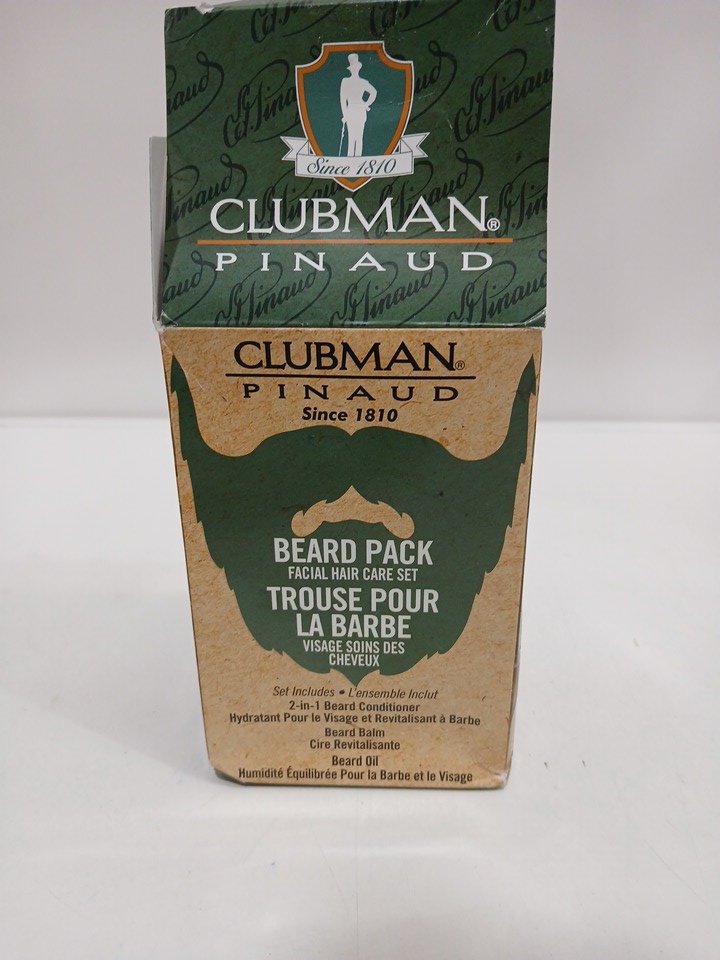 Since 1810
CLUBMAN®
PINAUD
CLUBMAN®
PINAUD
Since 1810
BEARD PACK
FACIAL HAIR CARE SET
TROUSE POUR
LA BARBE
VISAGE SOINS DES
CHEVEUX
Set Includes • L'ensemble Inclut
2-in-1 Beard Conditioner
Hydratant Pour le Visage et Revitalisant à Barbe
Beard Balm
Cire Revitalisante
Beard Oil
Humidité Équilibrée Pour la Barbe et le Visage